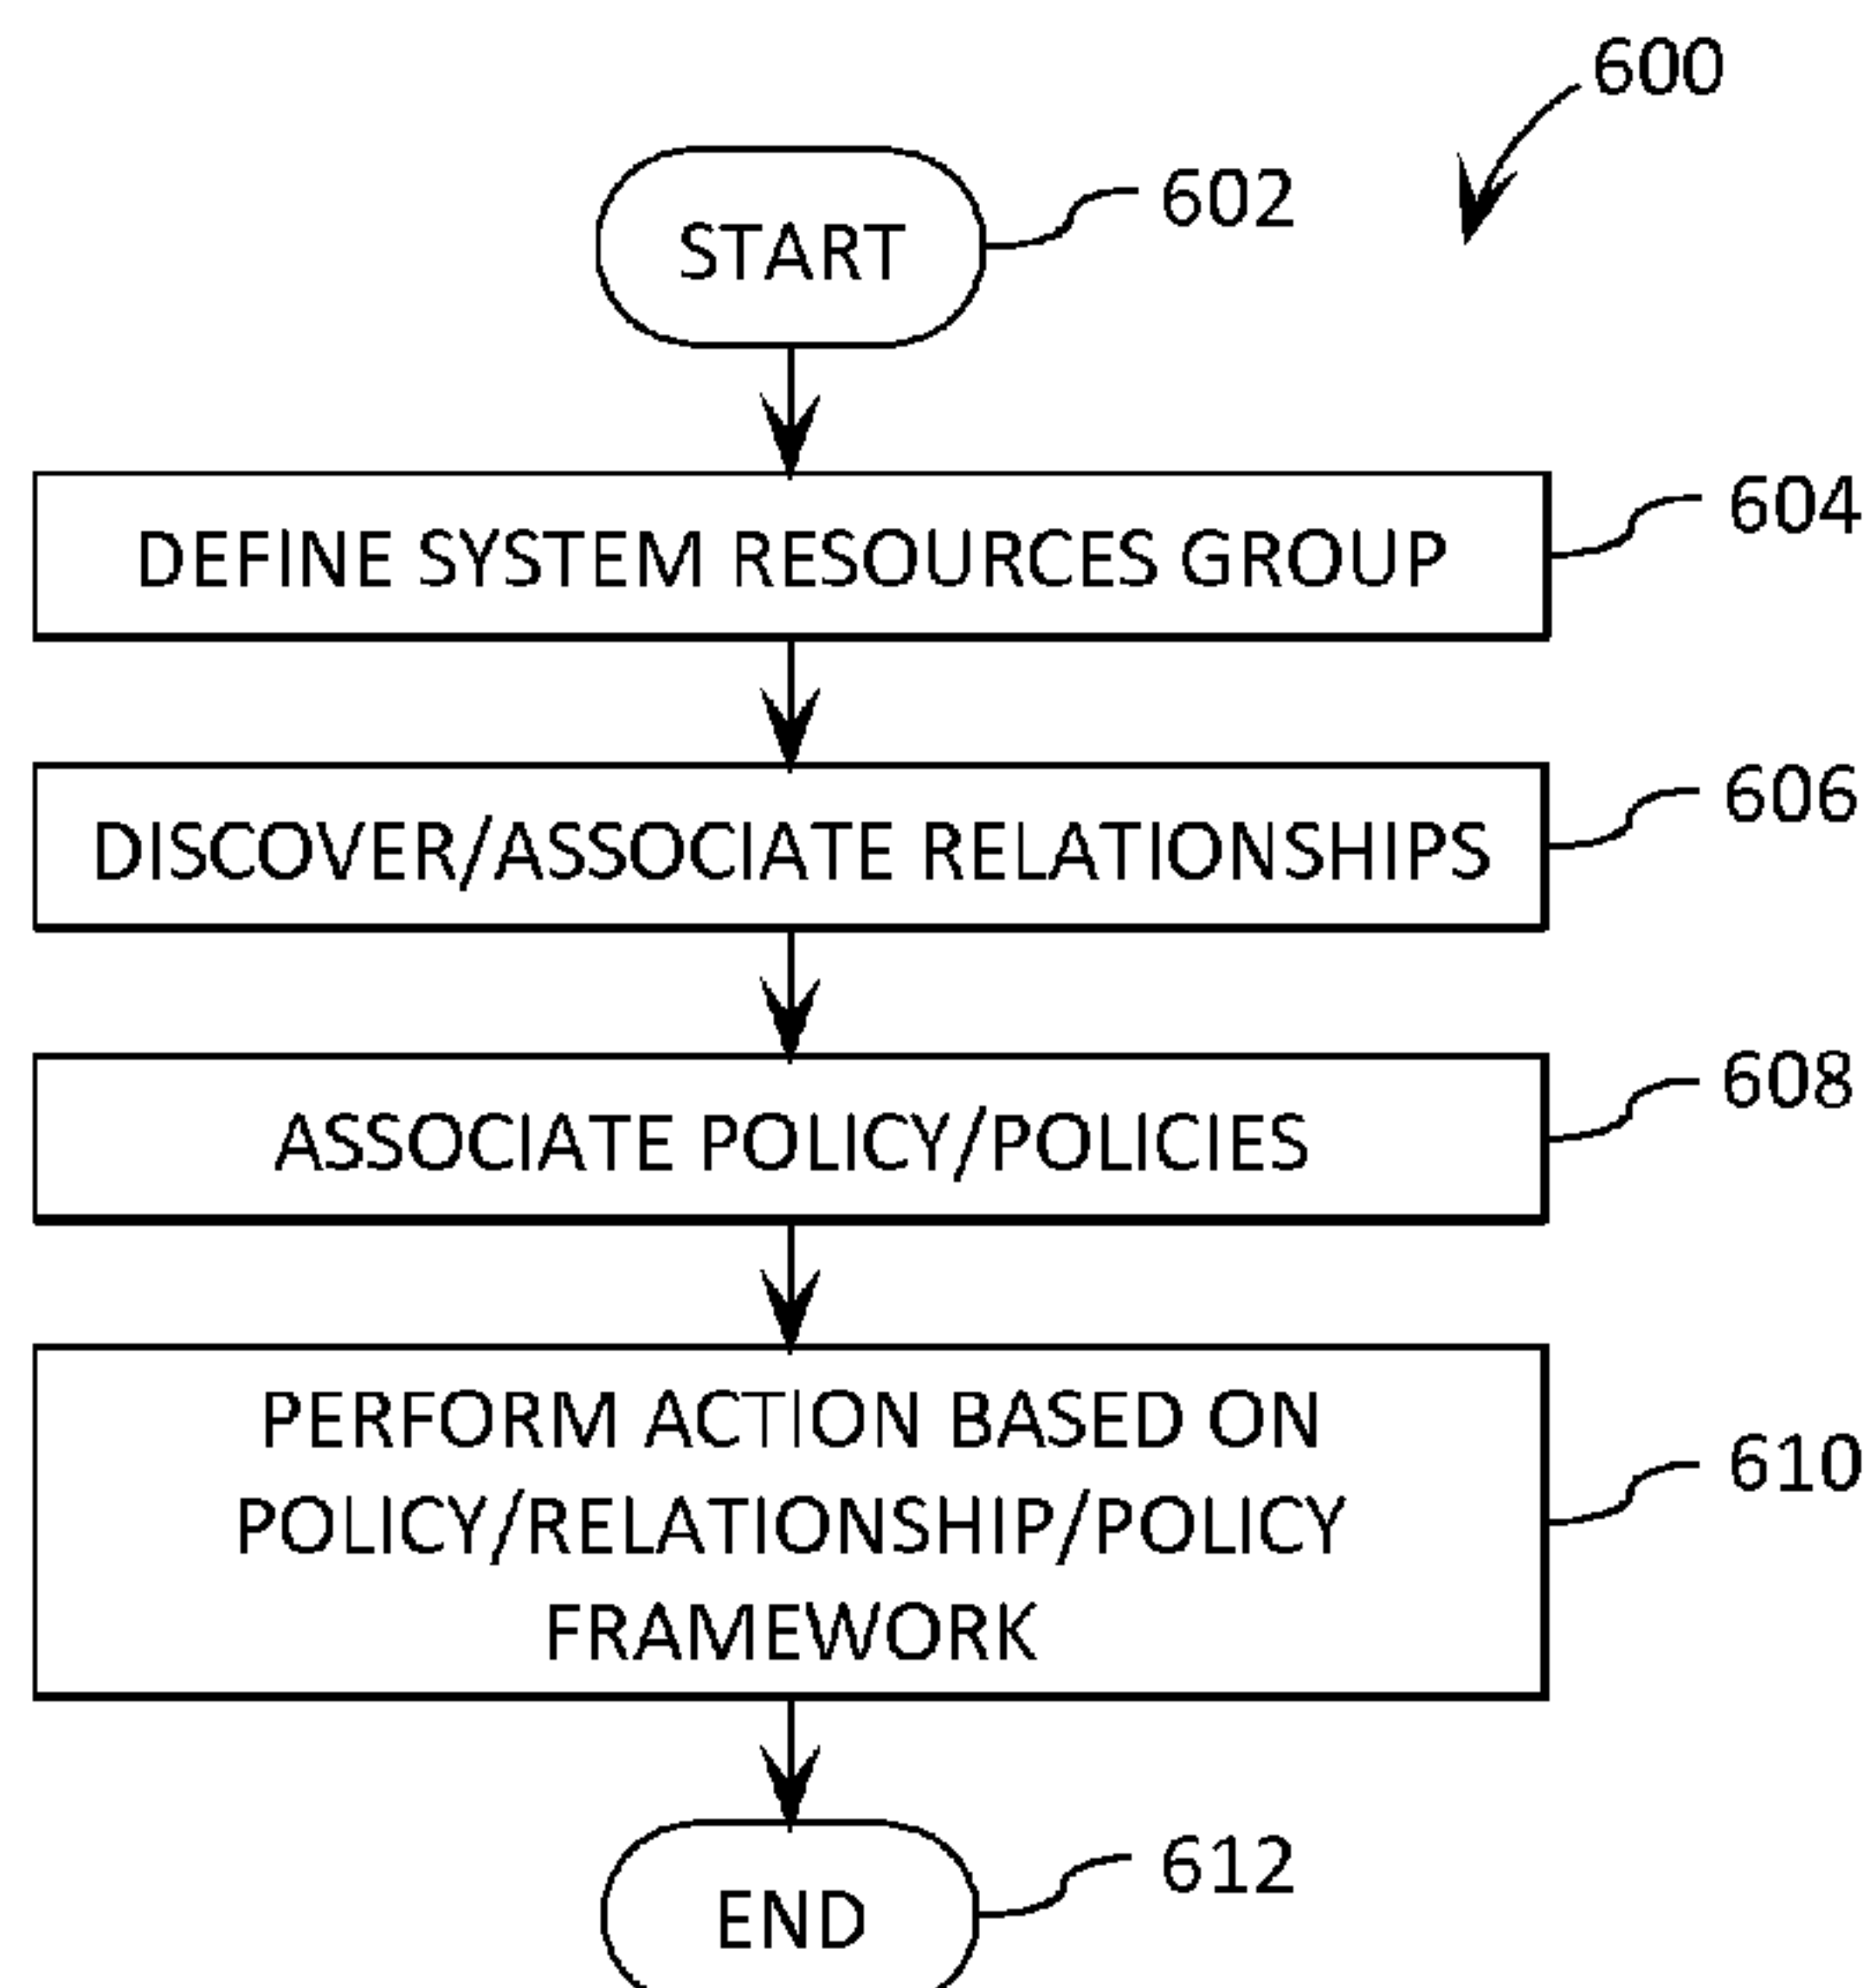 600
START
602
DEFINE SYSTEM RESOURCES GROUP
604
DISCOVER/ASSOCIATE RELATIONSHIPS
606
ASSOCIATE POLICY/POLICIES
608
PERFORM ACTION BASED ON
POLICY/RELATIONSHIP/POLICY
FRAMEWORK
610
END
612